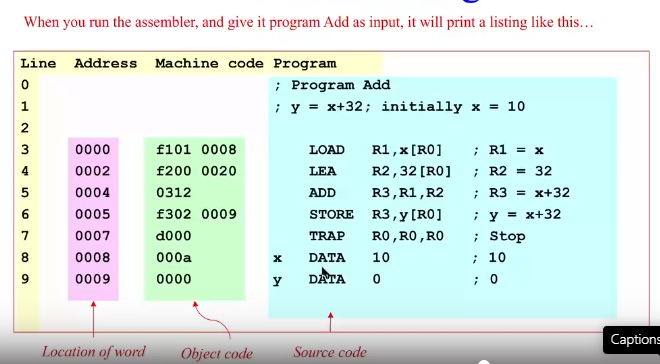 When you run the assembler, and give it program Add as input, it will print a listing like this…
Line Address Machine code Program
0 ; Program Add
1 ; y = x+32; initially x = 10
2
3 0000 f101 0008 LOAD R1,x[R0] ; R1 = x
4 0002 f200 0020 LEA R2,32[R0] ; R2 = 32
5 0004 0312 ADD R3,R1,R2 ; R3 = x+32
6 0005 f302 0009 STORE R3,y[R0] ; y = x+32
7 0007 d000 TRAP R0,R0,R0 ; Stop
8 0008 000a x DATA 10 ; 10
9 0009 0000 y DATA 0 ; 0
Location of word Object code Source code
Captions